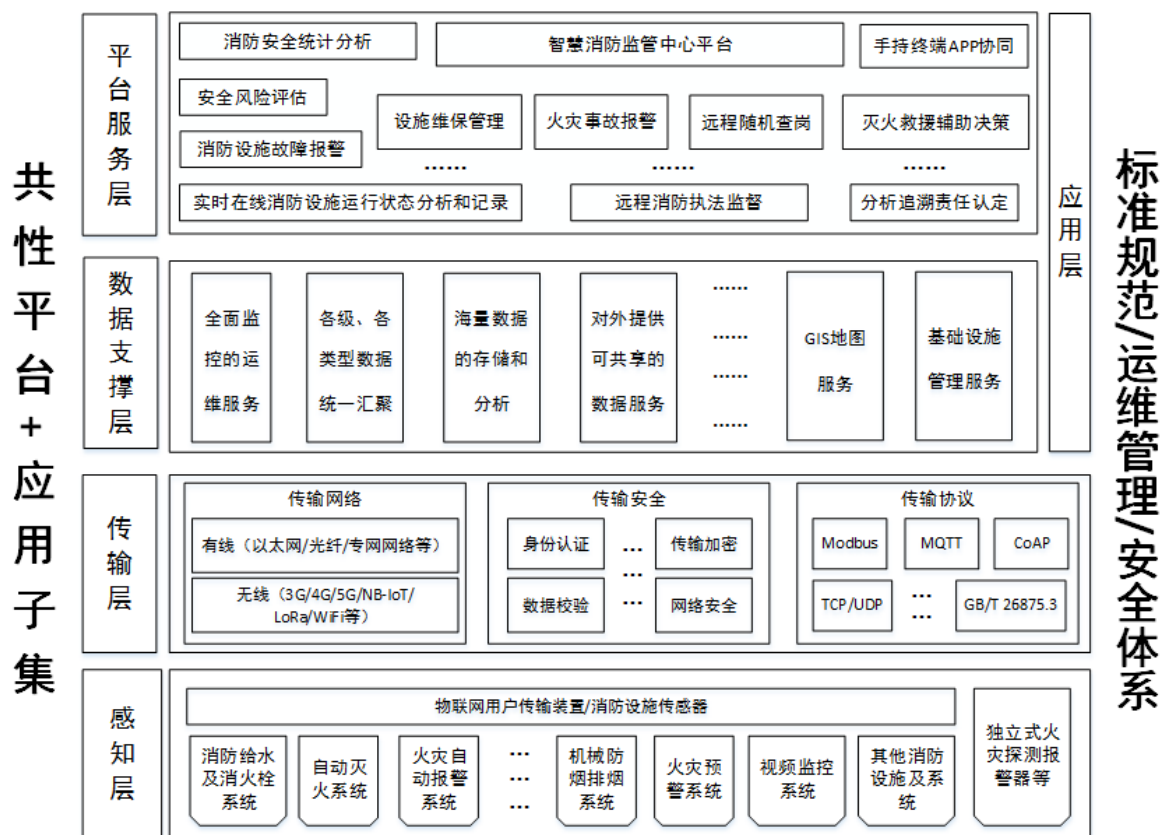 共性平台+应用子集
平台服务层
消防安全统计分析
智慧消防监管中心平台
手持终端APP协同
安全风险评估
设施维保管理
火灾事故报警
远程随机查岗
灭火救援辅助决策
消防设施故障报警
......
......
......
实时在线消防设施运行状态分析和记录
远程消防执法监督
分析追溯责任认定
应用层
数据支撑层
全面监
控的运
维服务
各级、各
类型数据
统一汇聚
海量数据
的存储和
分析
对外提供
可共享的
数据服务
......
......
......
......
GIS地图
服务
基础设施
管理服务
传输层
传输网络
有线（以太网/光纤/专网网络等）
无线（3G/4G/5G/NB-IoT/
LoRa/WiFi等）
传输安全
身份认证
...
传输加密
...
数据校验
...
网络安全
传输协议
Modbus
MQTT
CoAP
TCP/UDP
...
...
GB/T 26875.3
感知层
物联网用户传输装置/消防设施传感器
消防给水
及消火栓
系统
自动灭
火系统
火灾自
动报警
系统
...
...
...
机械防
烟排烟
系统
火灾预
警系统
视频监控
系统
其他消防
设施及系
统
独立式火
灾探测报
警器等
标准规范/运维管理/安全体系